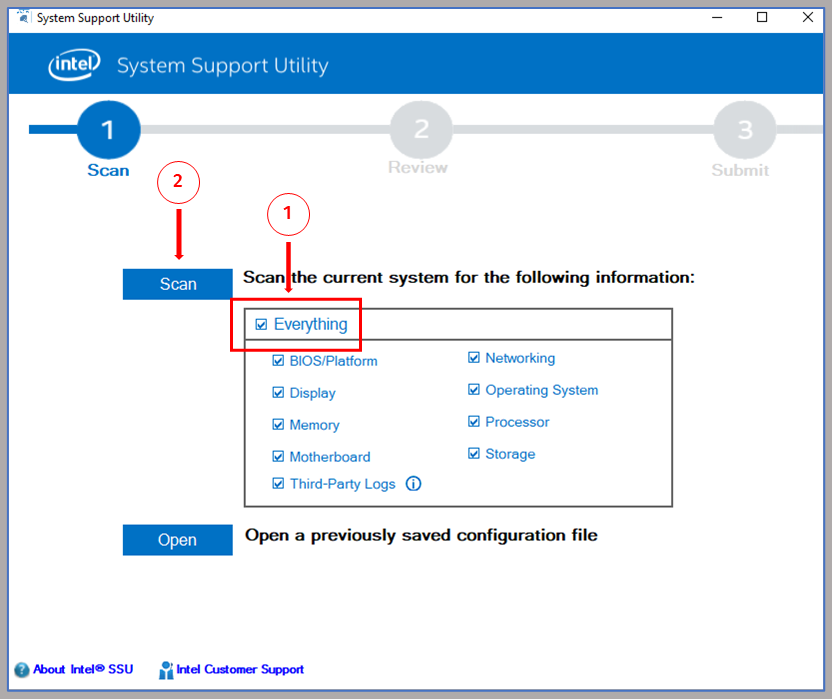 System Support Utility
intel System Support Utility
1 2 3
Scan Review Submit
2
1
Scan Scan the current system for the following information:
Everything
BIOS/Platform Networking
Display Operating System
Memory Processor
Motherboard Storage
Third-Party Logs
Open Open a previously saved configuration file
About Intel® SSU Intel Customer Support